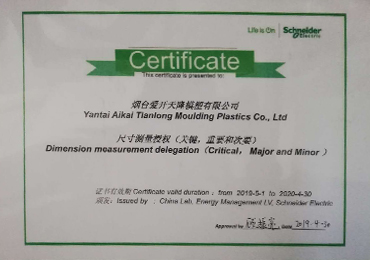 Life Is On
Schneider
Electric
Certificate
This certificate is presented to:
烟台爱开天隆模塑有限公司
Yantai Aikai Tianlong Moulding Plastics Co., Ltd
尺寸测量授权（关键，重要和次要）
Dimension measurement delegation（Critical， Major and Minor ）
证书有效期 Certificate valid duration : from 2019-5-1 to 2020-4-30
Issued by : China Lab, Energy Management LV, Schneider Electric
Approved by Date 2019-4-30